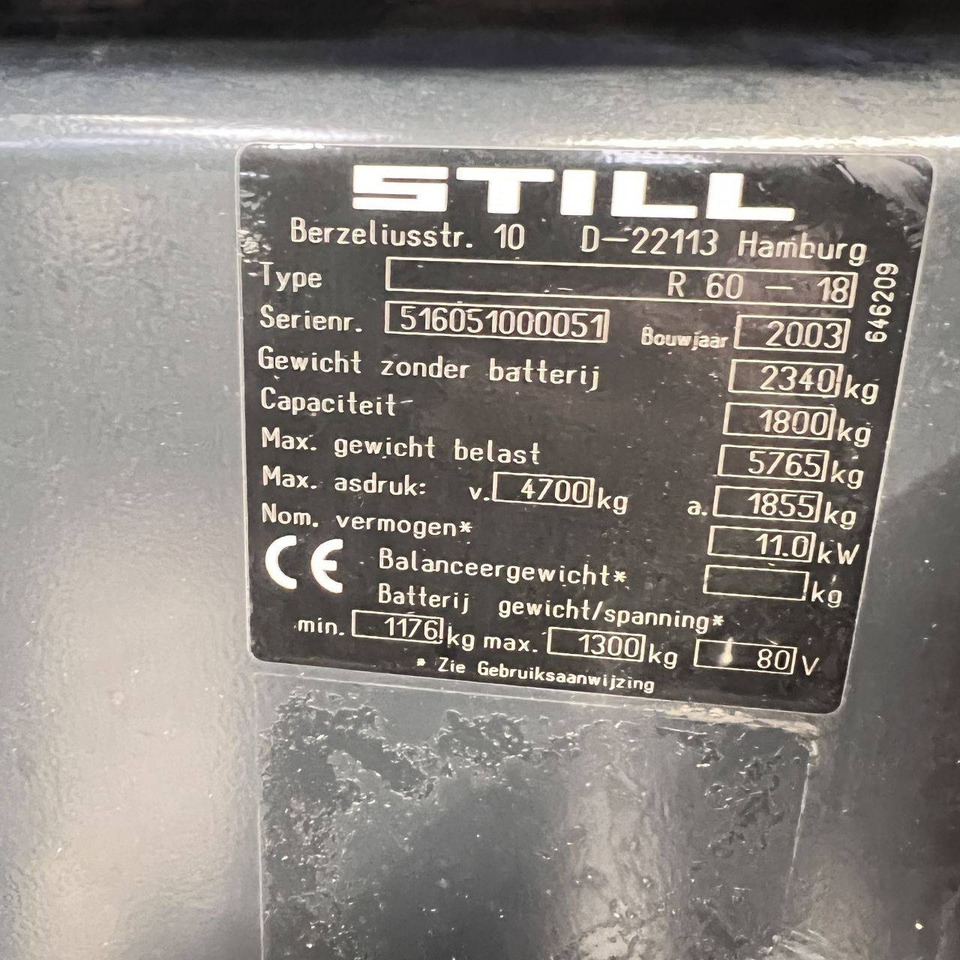 STILL
Berzeliusstr. 10 D-22113 Hamburg
Type R 60 - 18
646209
Serienr. 516051000051 Bouwjaar 2003
Gewicht zonder batterij 2340 kg
Capaciteit 1800 kg
Max. gewicht belast 5765 kg
Max. asdruk: v. 4700 kg a. 1855 kg
Nom. vermogen* 11.0 kW
CE Balanceergewicht* kg
Batterij gewicht/spanning*
min. 1176 kg max. 1300 kg 80 V
* Zie Gebruiksaanwijzing